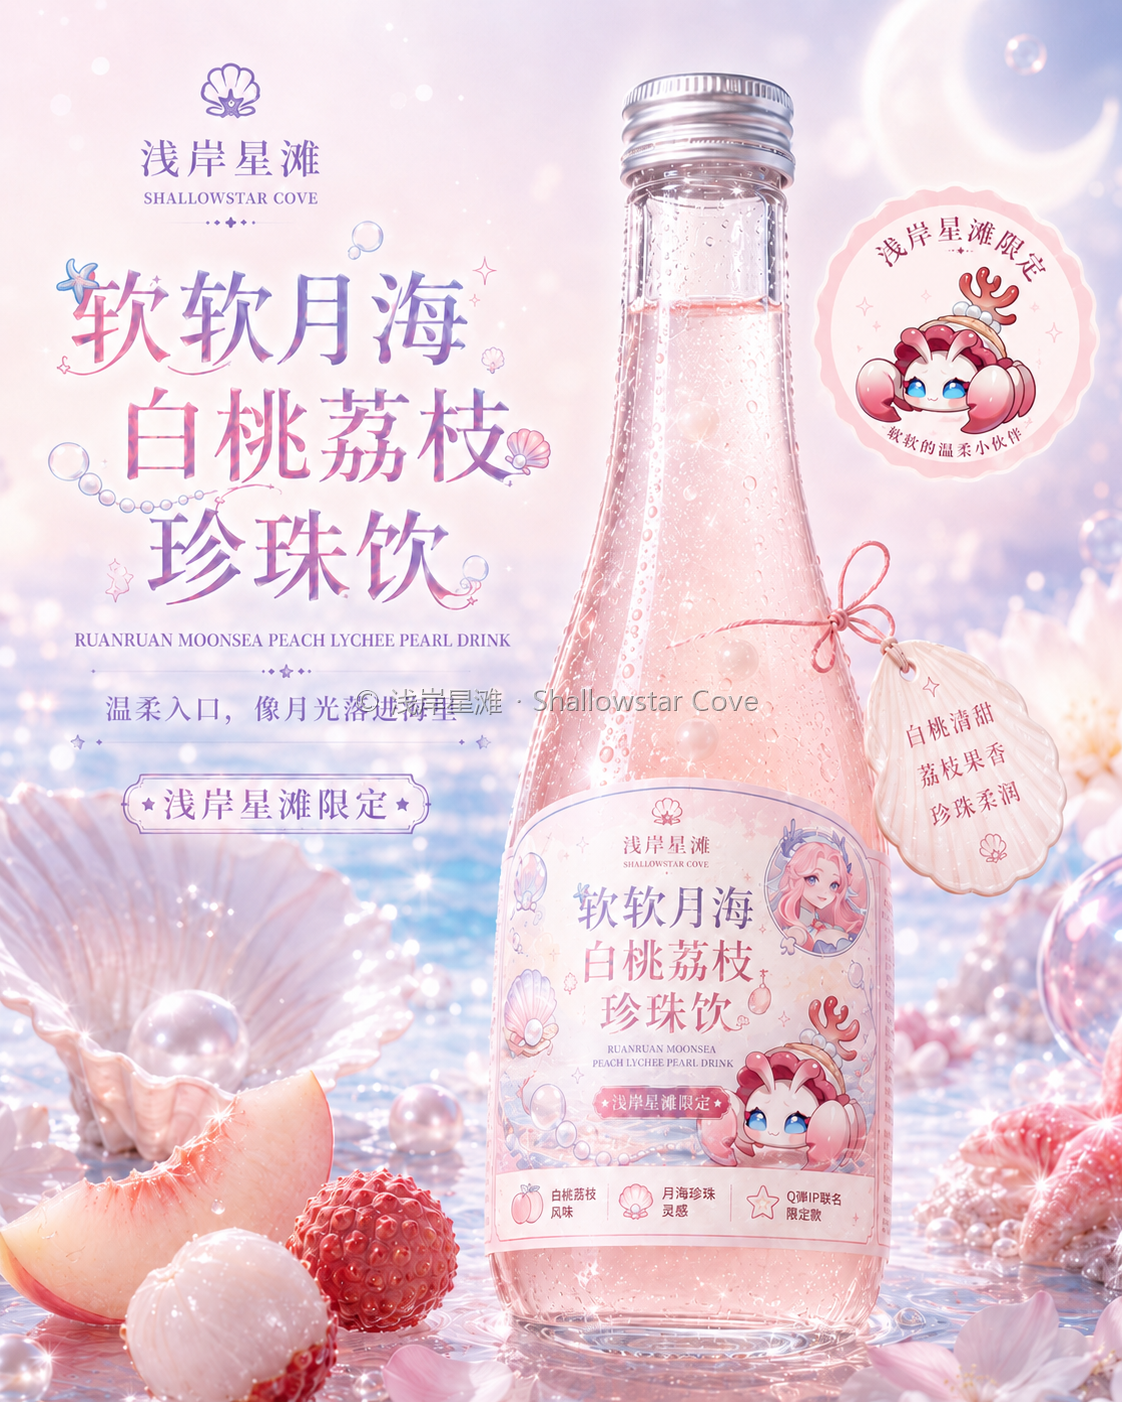 浅岸星滩
SHALLOWSTAR COVE
软软月海
白桃荔枝
珍珠饮
RUANRUAN MOONSEA PEACH LYCHEE PEARL DRINK
温柔入口，像月光落进海里
© 浅岸星滩 · Shallowstar Cove
浅岸星滩限定
浅岸星滩限定
软软的温柔小伙伴
白桃清甜
荔枝果香
珍珠柔润
浅岸星滩
SHALLOWSTAR COVE
软软月海
白桃荔枝
珍珠饮
RUANRUAN MOONSEA
PEACH LYCHEE PEARL DRINK
浅岸星滩限定
白桃荔枝
风味
月海珍珠
灵感
Q弹IP联名
限定款